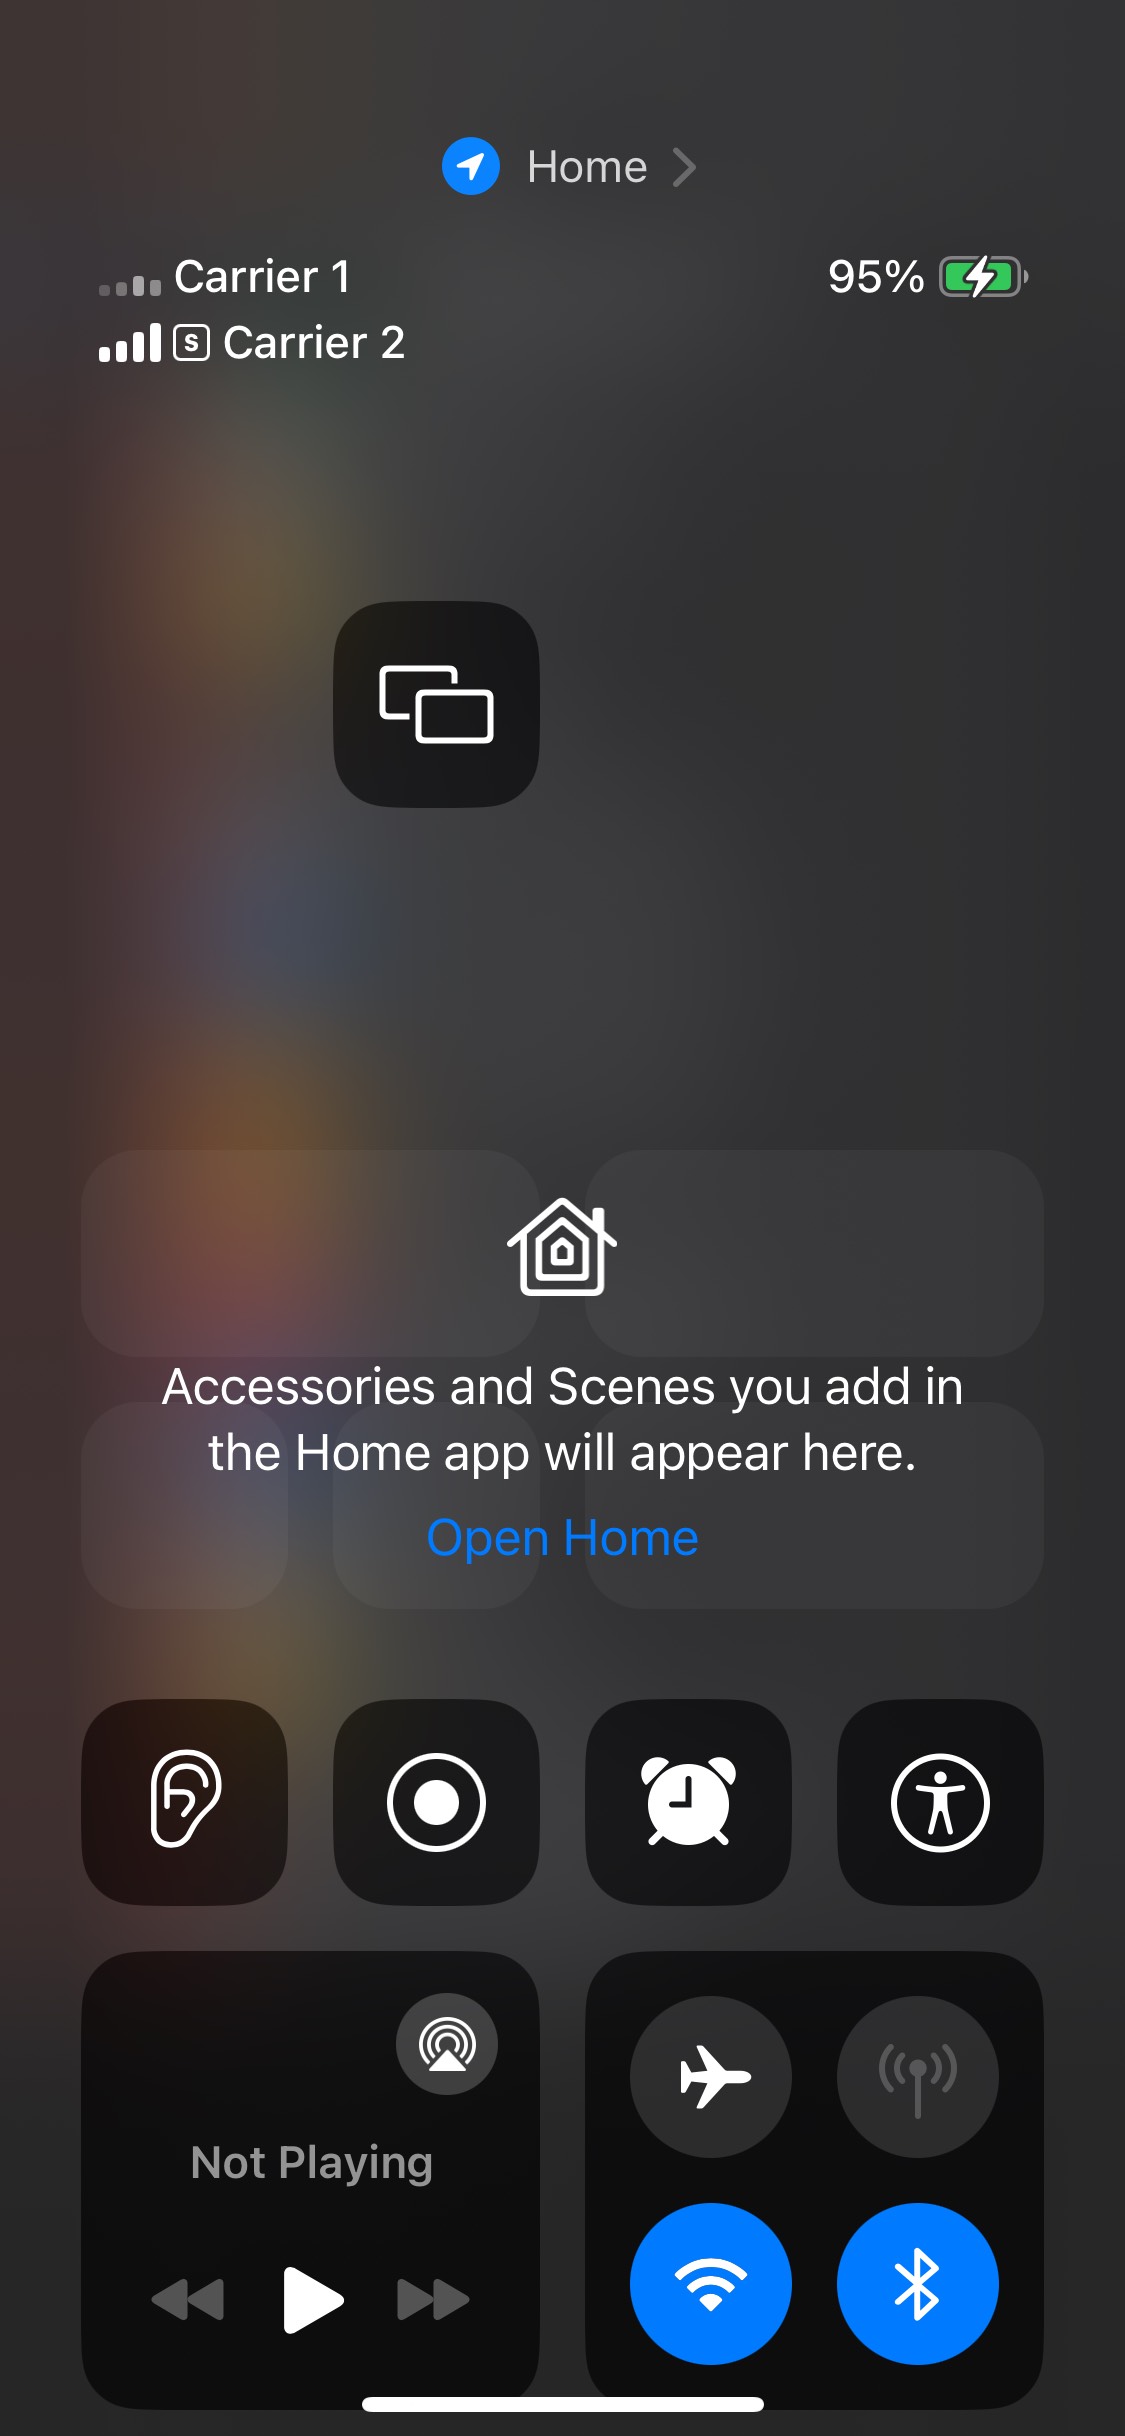 Home
Carrier 1
95%
S Carrier 2
Accessories and Scenes you add in
the Home app will appear here.
Open Home
Not Playing